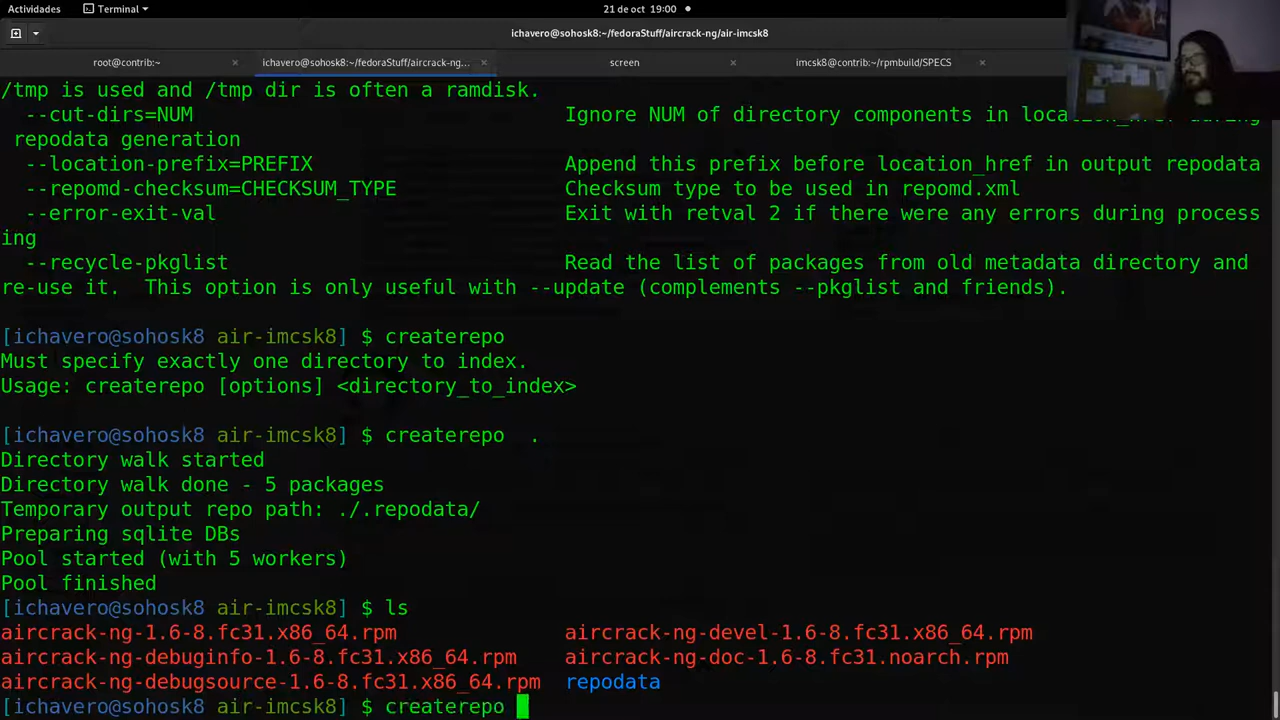 Actividades
Terminal
21 de oct 19:00
ichavero@sohosk8:~/fedoraStuff/aircrack-ng/air-imcsk8
root@contrib:~
ichavero@sohosk8:~/fedoraStuff/aircrack-ng...
screen
imcsk8@contrib:~/rpmbuild/SPECS
/tmp is used and /tmp dir is often a ramdisk.
--cut-dirs=NUM Ignore NUM of directory components in location_href during
repodata generation
--location-prefix=PREFIX Append this prefix before location_href in output repodata
--repomd-checksum=CHECKSUM_TYPE Checksum type to be used in repomd.xml
--error-exit-val Exit with retval 2 if there were any errors during process
ing
--recycle-pkglist Read the list of packages from old metadata directory and
re-use it. This option is only useful with --update (complements --pkglist and friends).
[ichavero@sohosk8 air-imcsk8] $ createrepo
Must specify exactly one directory to index.
Usage: createrepo [options] <directory_to_index>
[ichavero@sohosk8 air-imcsk8] $ createrepo .
Directory walk started
Directory walk done - 5 packages
Temporary output repo path: ./.repodata/
Preparing sqlite DBs
Pool started (with 5 workers)
Pool finished
[ichavero@sohosk8 air-imcsk8] $ ls
aircrack-ng-1.6-8.fc31.x86_64.rpm aircrack-ng-devel-1.6-8.fc31.x86_64.rpm
aircrack-ng-debuginfo-1.6-8.fc31.x86_64.rpm aircrack-ng-doc-1.6-8.fc31.noarch.rpm
aircrack-ng-debugsource-1.6-8.fc31.x86_64.rpm repodata
[ichavero@sohosk8 air-imcsk8] $ createrepo